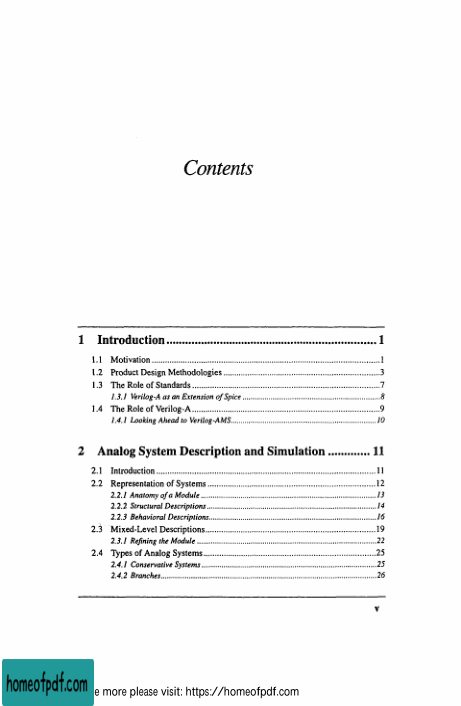 Contents
1 Introduction ................................................................... 1
1.1 Motivation ................................................................... 1
1.2 Product Design Methodologies ................................................................... 3
1.3 The Role of Standards ................................................................... 7
1.3.1 Verilog-A as an Extension of Spice ................................................................... 8
1.4 The Role of Verilog-A ................................................................... 9
1.4.1 Looking Ahead to Verilog-AMS ................................................................... 10
2 Analog System Description and Simulation ............. 11
2.1 Introduction ................................................................... 11
2.2 Representation of Systems ................................................................... 12
2.2.1 Anatomy of a Module ................................................................... 13
2.2.2 Structural Descriptions ................................................................... 14
2.2.3 Behavioral Descriptions ................................................................... 16
2.3 Mixed-Level Descriptions ................................................................... 19
2.3.1 Refining the Module ................................................................... 22
2.4 Types of Analog Systems ................................................................... 25
2.4.1 Conservative Systems ................................................................... 25
2.4.2 Branches ................................................................... 26
v
homeofpdf.com
e more please visit: https://homeofpdf.com